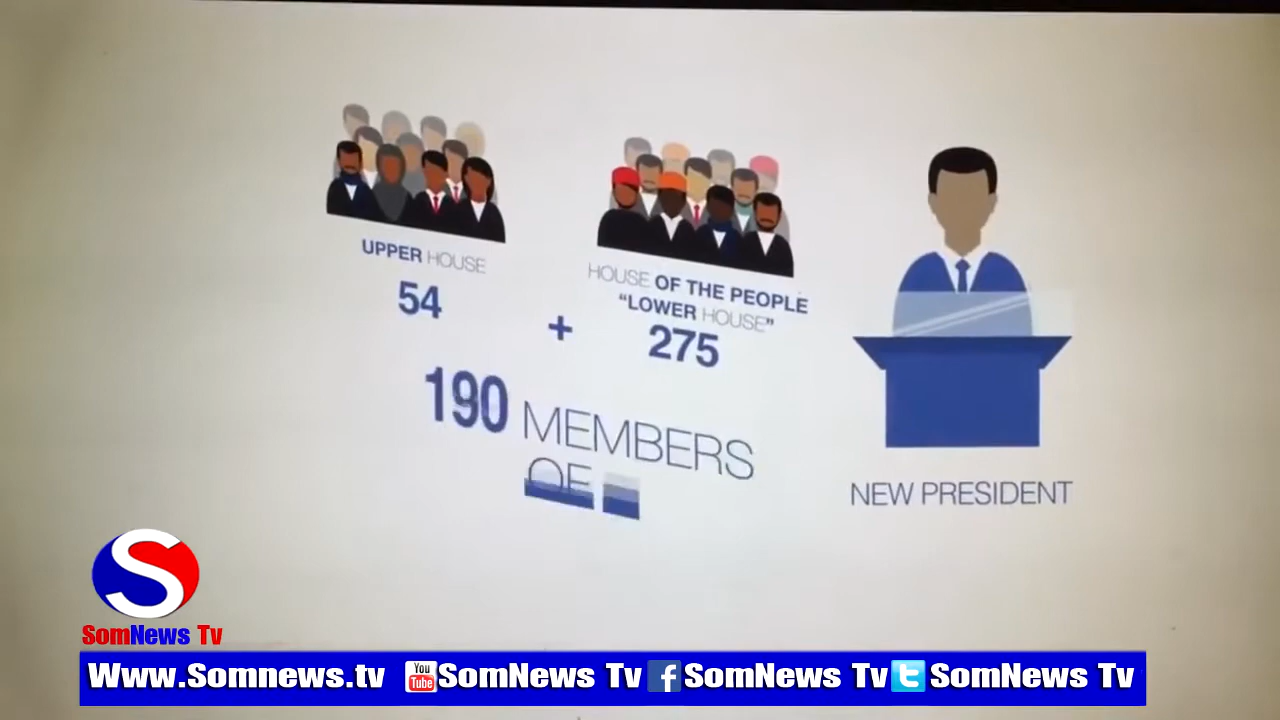 UPPER HOUSE
54
+
HOUSE OF THE PEOPLE
"LOWER HOUSE"
275
190 MEMBERS
OF
NEW PRESIDENT
S
SomNews Tv
Www.Somnews.tv You Tube SomNews Tv f SomNews Tv t SomNews Tv